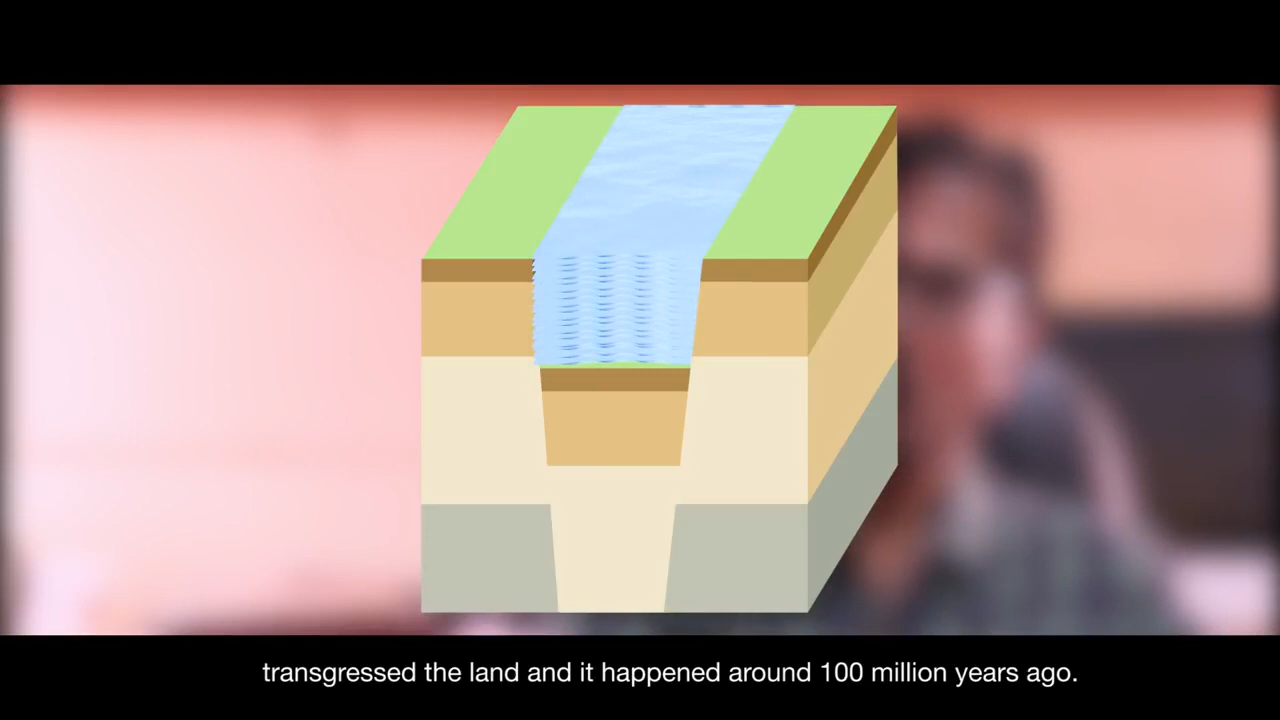 transgressed the land and it happened around 100 million years ago.